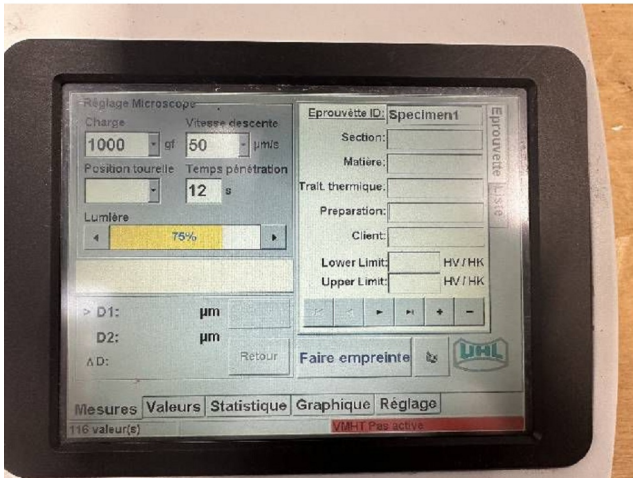 Réglage Microscope
Charge Vitesse descente
1000 gf 50 µm/s
Position tourelle Temps pénétration
12 s
Lumière
75%
> D1: µm
D2: µm
Δ D:
Retour
Eprouvette ID: Specimen1
Section:
Matière:
Trait. thermique:
Preparation:
Client:
Lower Limit: HV / HK
Upper Limit: HV / HK
Eprouvette
Liste
Faire empreinte
UHL
Mesures Valeurs Statistique Graphique Réglage
116 valeur(s) VMHT Pas activé